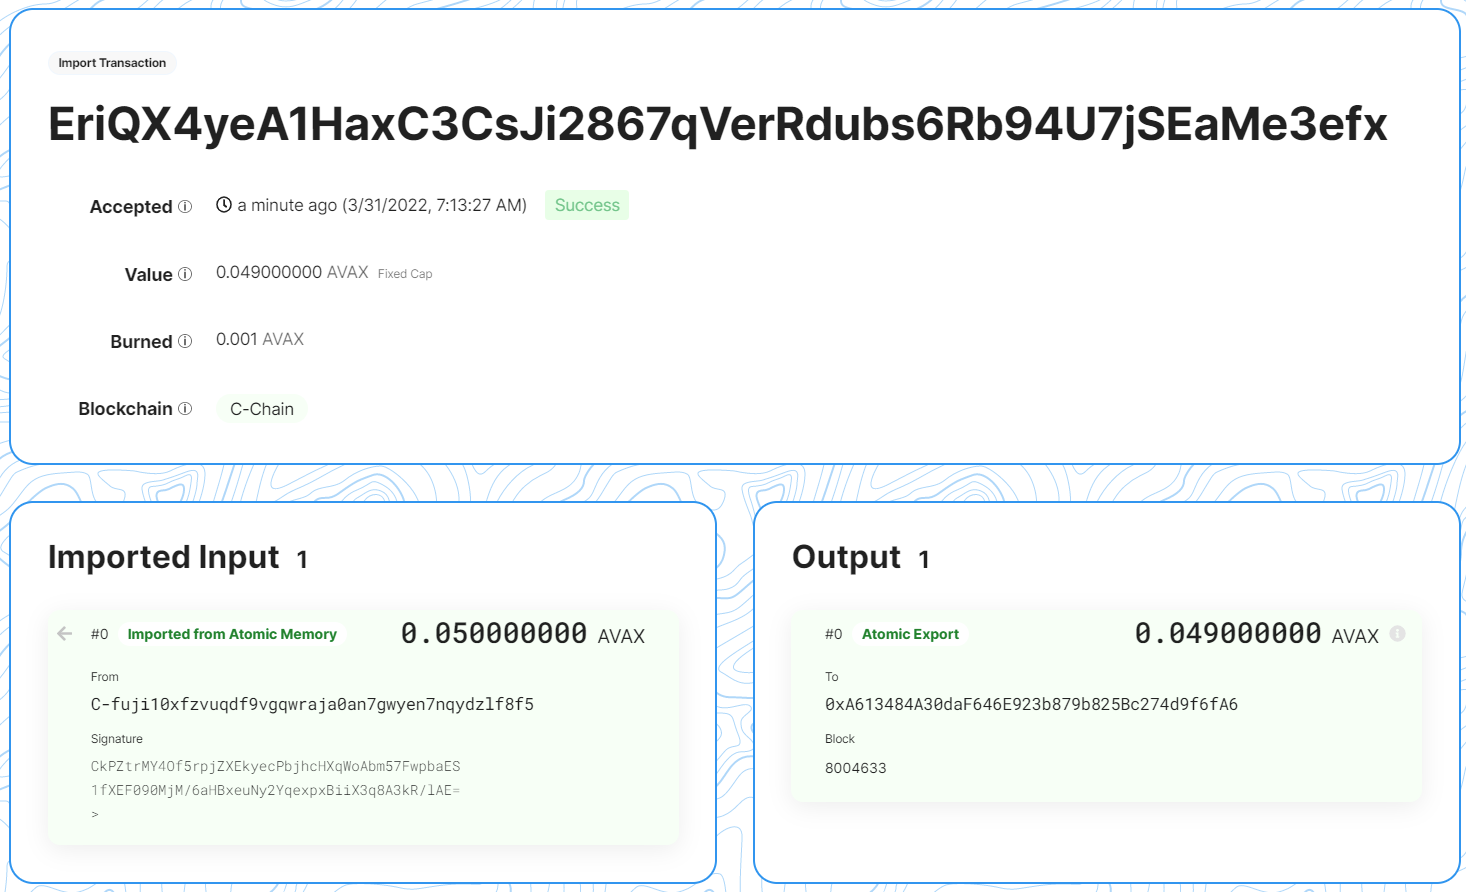 Import Transaction
EriQX4yeA1HaxC3CsJi2867qVerRdubs6Rb94U7jSEaMe3efx
Accepted a minute ago (3/31/2022, 7:13:27 AM) Success
Value 0.049000000 AVAX Fixed Cap
Burned 0.001 AVAX
Blockchain C-Chain
Imported Input 1
#0 Imported from Atomic Memory 0.050000000 AVAX
From
C-fuji10xfzvuqdf9vgqwraja0an7gwyen7nqydzlf8f5
Signature
CkPZtrMY4Of5rpjZXEkyecPbjhcHXqWoAbm57FwpbaES
1fXEF090MjM/6aHBxeuNy2YqexpxBiiX3q8A3kR/lAE=
>
Output 1
#0 Atomic Export 0.049000000 AVAX
To
0xA613484A30daF646E923b879b825Bc274d9f6fA6
Block
8004633